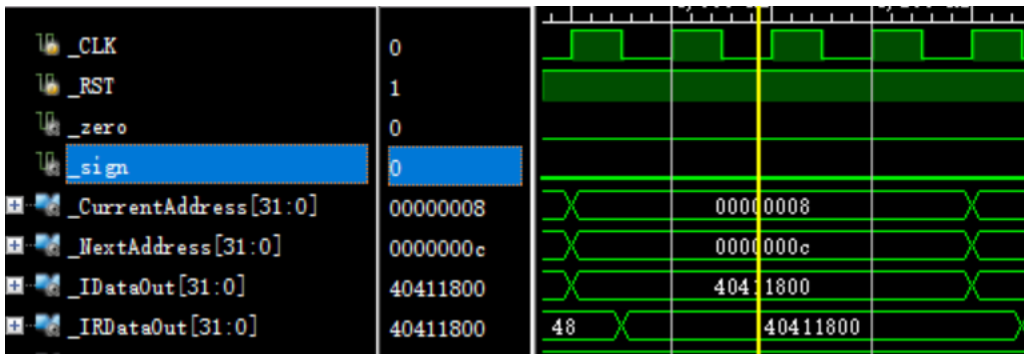 _CLK 0
_RST 1
_zero 0
_sign 0
_CurrentAddress[31:0] 00000008 00000008
_NextAddress[31:0] 0000000c 0000000c
_IDataOut[31:0] 40411800 40411800
_IRDataOut[31:0] 40411800 48 40411800